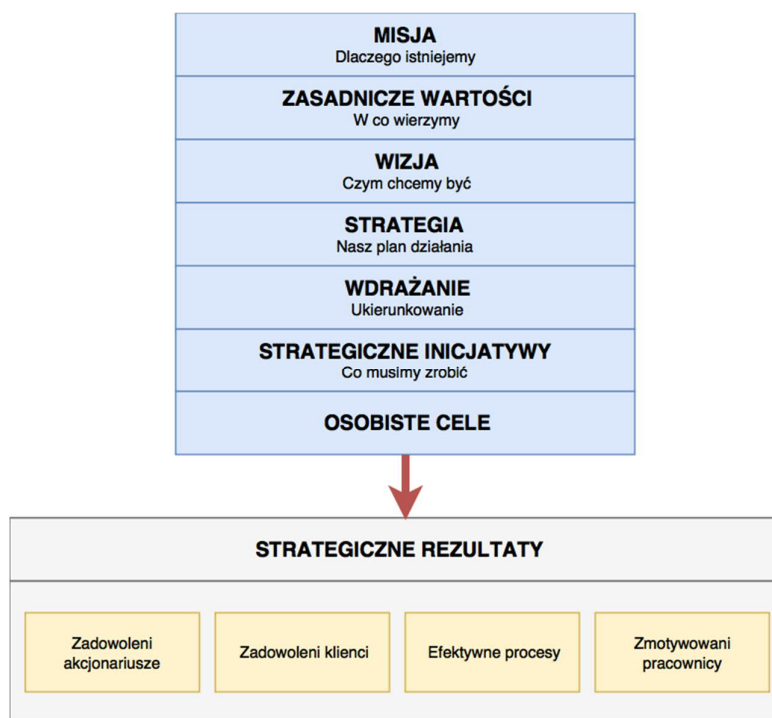 MISJA
Dlaczego istniejemy
ZASADNICZE WARTOŚCI
W co wierzymy
WIZJA
Czym chcemy być
STRATEGIA
Nasz plan działania
WDRAŻANIE
Ukierunkowanie
STRATEGICZNE INICJATYWY
Co musimy zrobić
OSOBISTE CELE
STRATEGICZNE REZULTATY
Zadowoleni
akcjonariusze
Zadowoleni klienci
Efektywne procesy
Zmotywowani
pracownicy